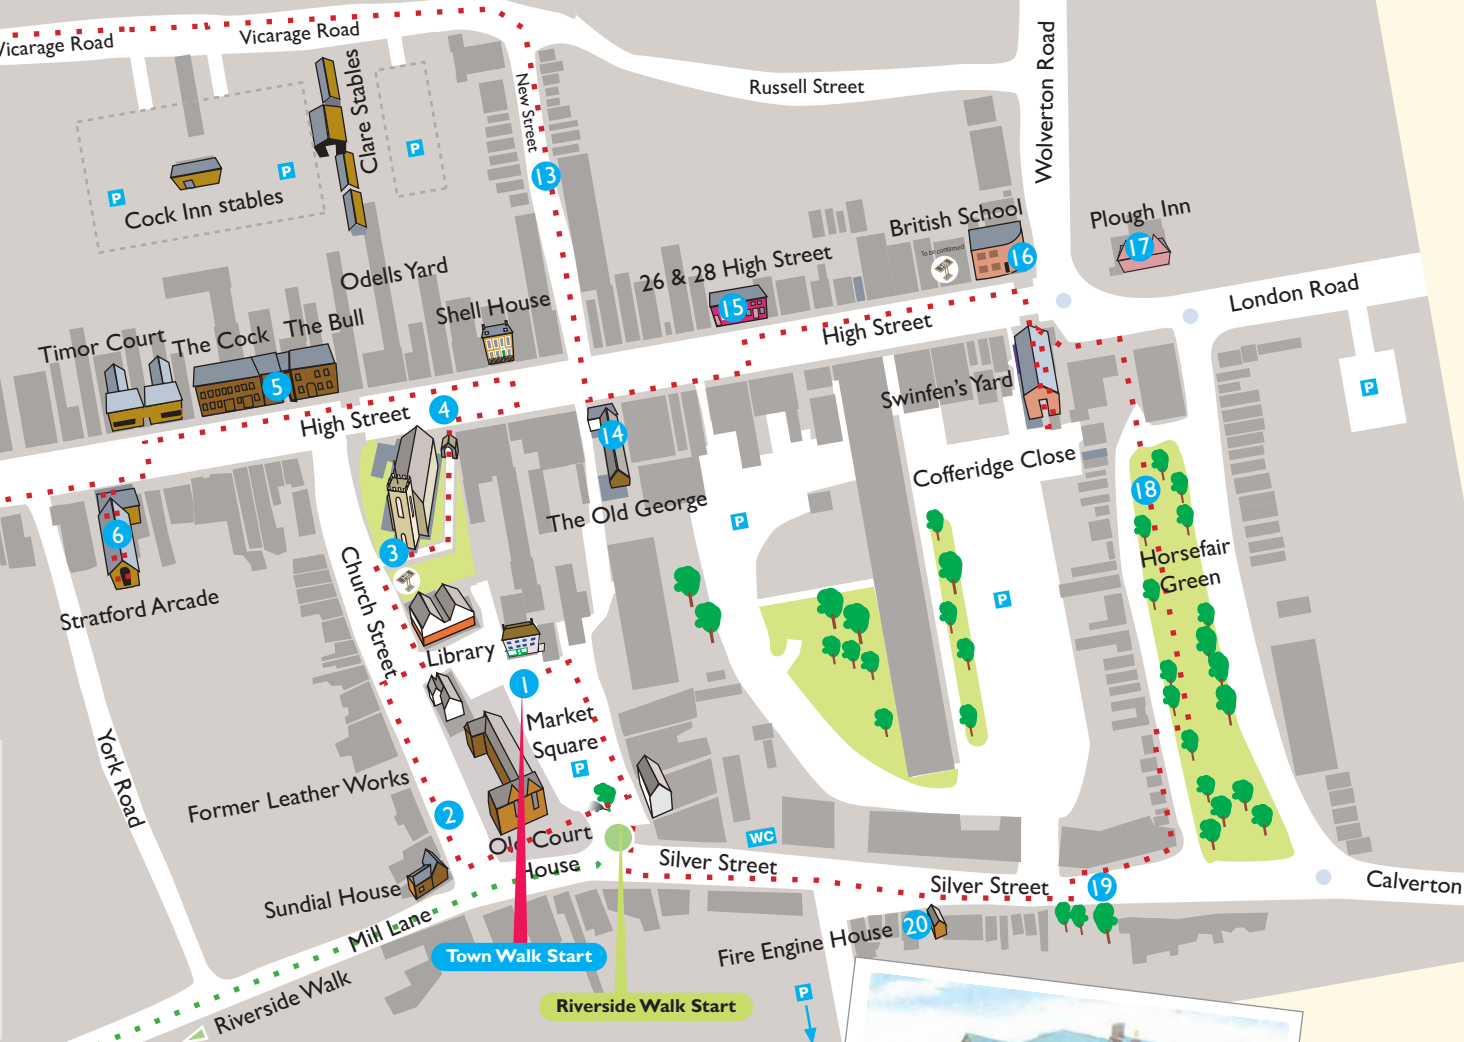 Vicarage Road
Vicarage Road
New Street
Russell Street
Wolverton Road
Clare Stables
P
P
P
Cock Inn stables
13
Odells Yard
British School
To be confirmed
16
Plough Inn
17
London Road
26 & 28 High Street
15
High Street
Shell House
Timor Court
The Cock
The Bull
5
High Street
4
14
The Old George
Swinfen's Yard
Cofferidge Close
P
P
P
18
Horsefair
Green
6
Stratford Arcade
3
Church Street
Library
1
Market
Square
P
York Road
Former Leather Works
2
Old Court
House
WC
Silver Street
Silver Street
19
Calverton
Sundial House
Mill Lane
Riverside Walk
Fire Engine House
20
P
Town Walk Start
Riverside Walk Start